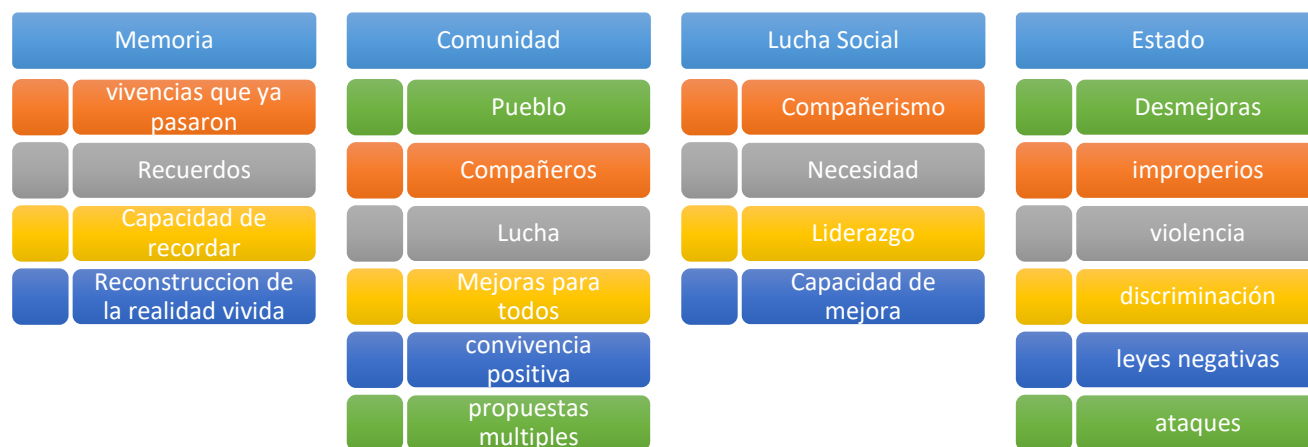 Memoria
vivencias que ya
pasaron
Recuerdos
Capacidad de
recordar
Reconstruccion de
la realidad vivida
Comunidad
Pueblo
Compañeros
Lucha
Mejoras para
todos
convivencia
positiva
propuestas
multiples
Lucha Social
Compañerismo
Necesidad
Liderazgo
Capacidad de
mejora
Estado
Desmejoras
improperios
violencia
discriminación
leyes negativas
ataques